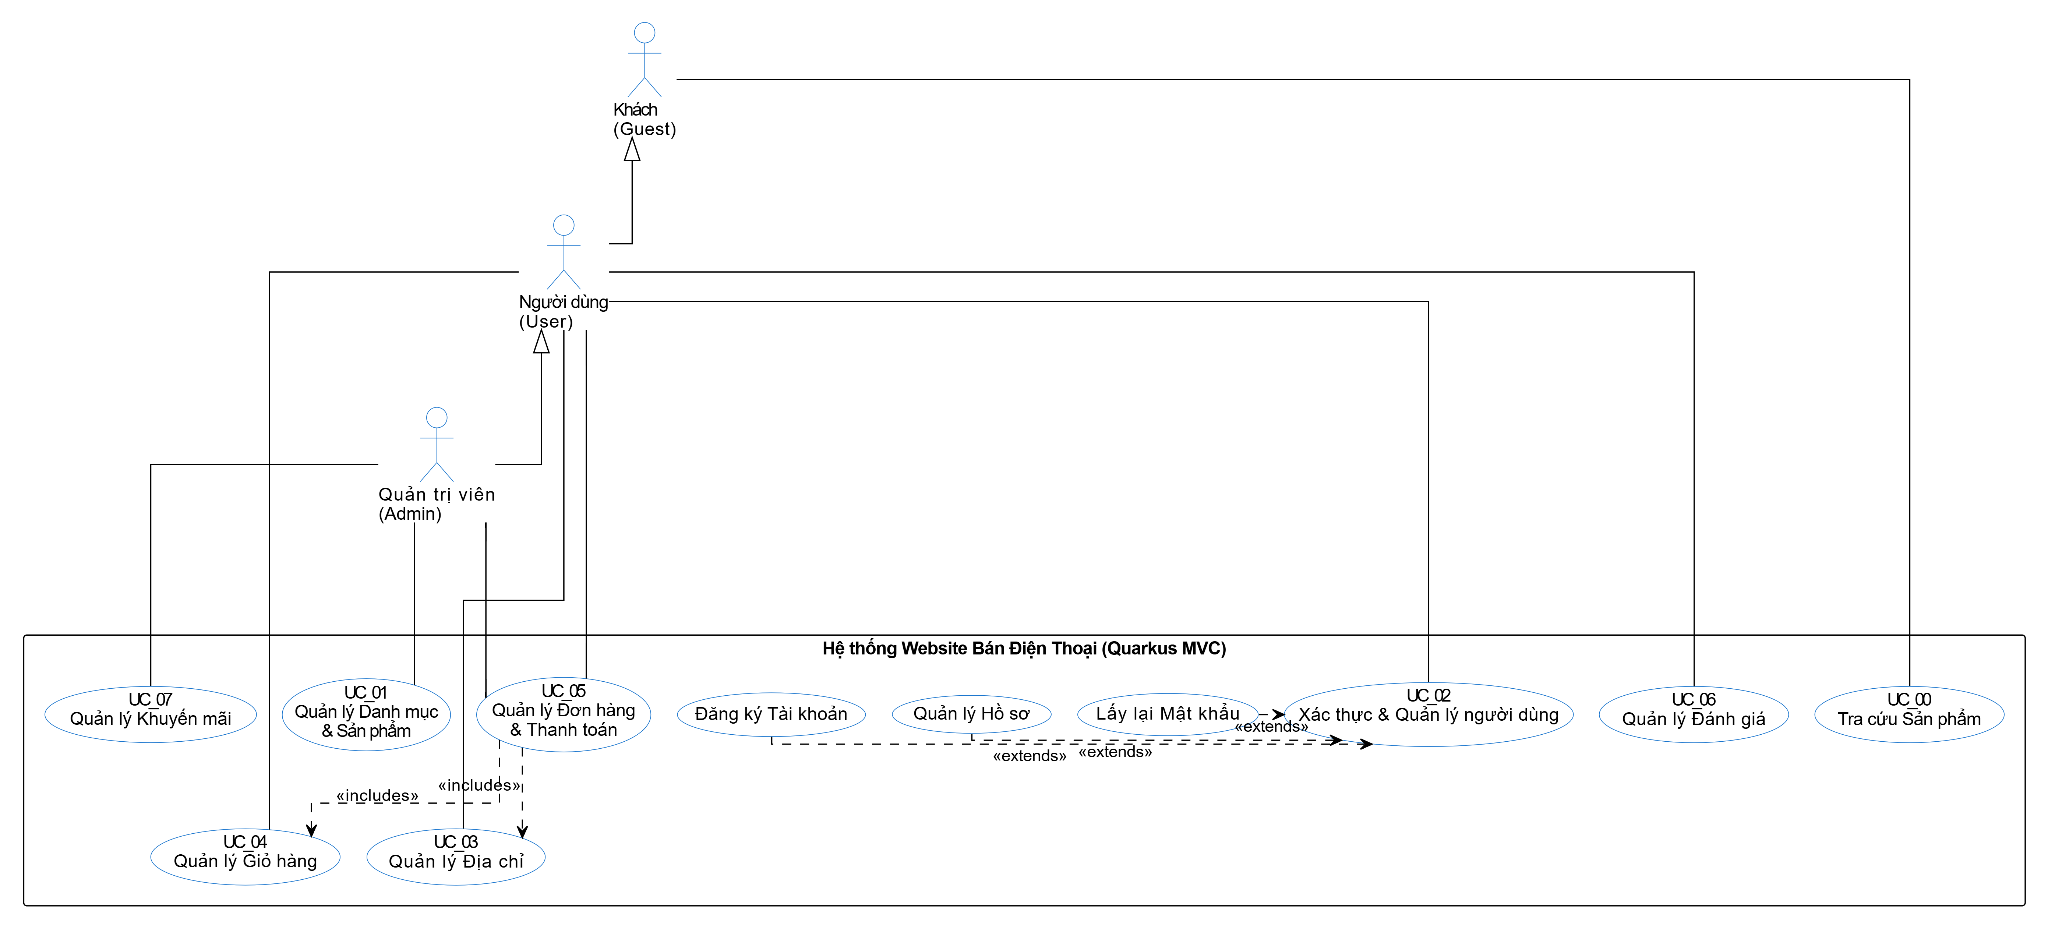 Khách
(Guest)
Người dùng
(User)
Quản trị viên
(Admin)
Hệ thống Website Bán Điện Thoại (Quarkus MVC)
UC_07
Quản lý Khuyến mãi
UC_01
Quản lý Danh mục
& Sản phẩm
UC_05
Quản lý Đơn hàng
& Thanh toán
Đăng ký Tài khoản
Quản lý Hồ sơ
Lấy lại Mật khẩu
UC_02
Xác thực & Quản lý người dùng
UC_06
Quản lý Đánh giá
UC_00
Tra cứu Sản phẩm
«extends»
«extends»
«extends»
«includes»
«includes»
UC_04
Quản lý Giỏ hàng
UC_03
Quản lý Địa chỉ